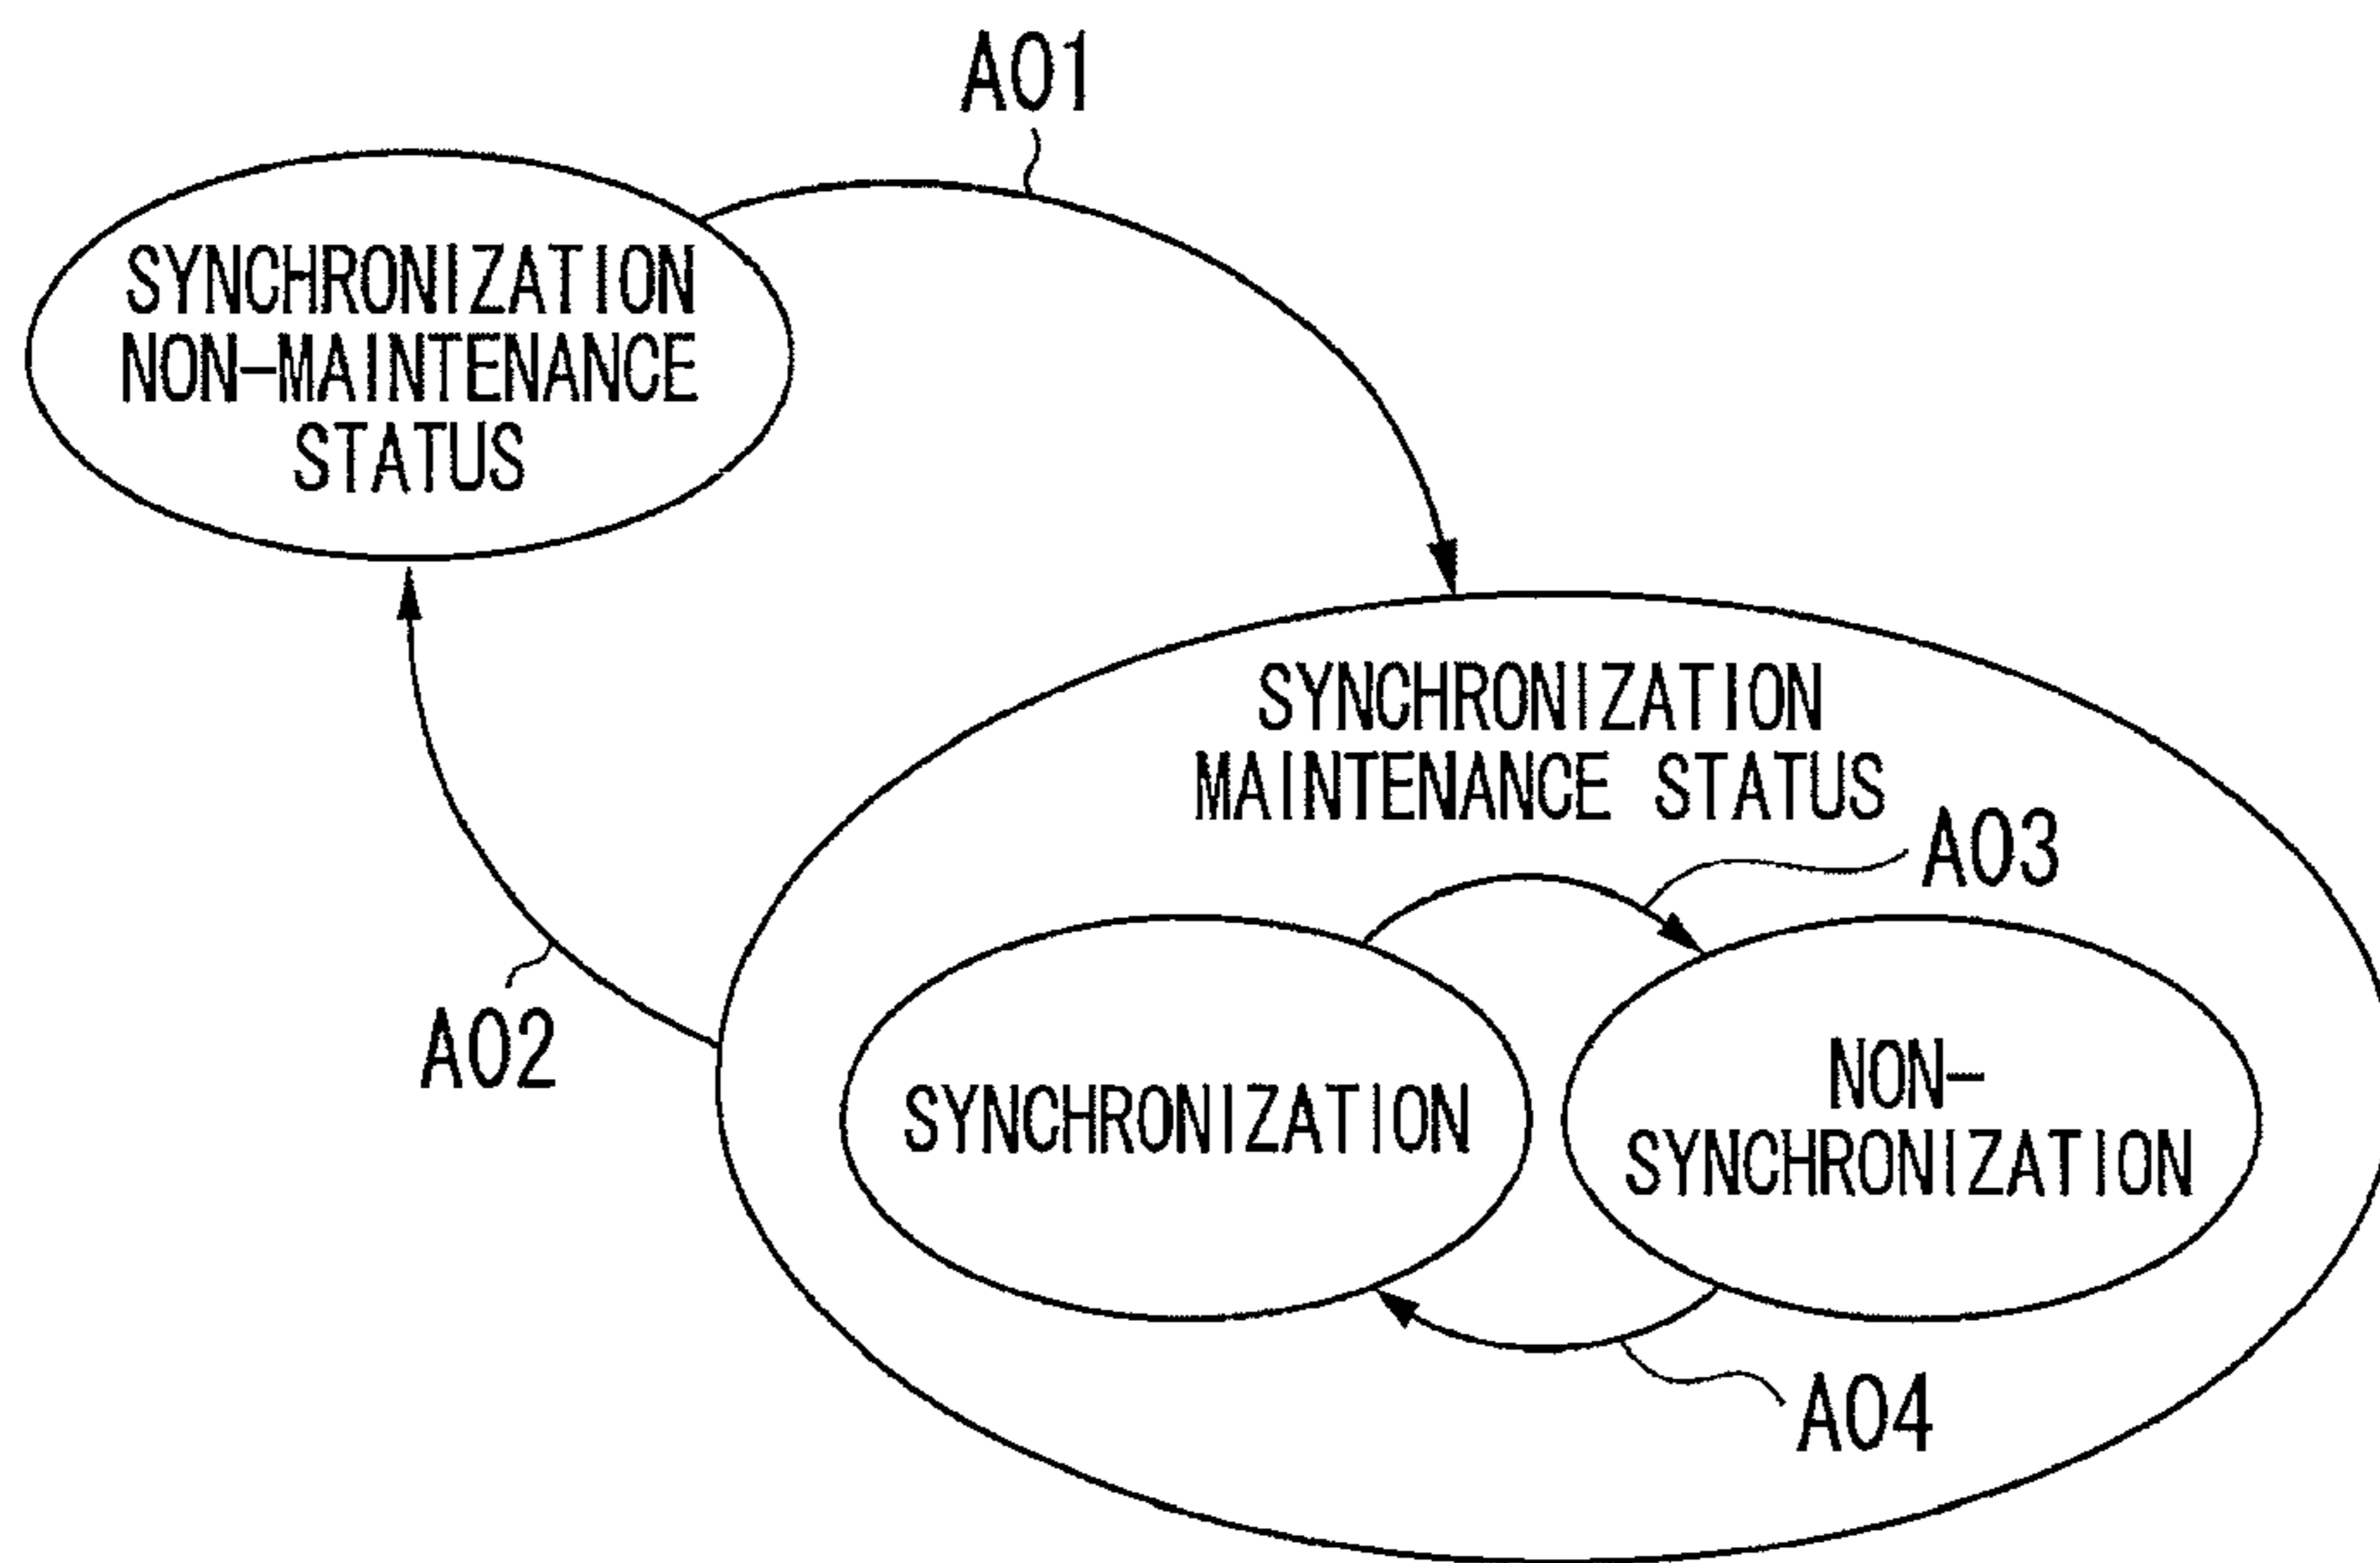 A01
SYNCHRONIZATION
NON-MAINTENANCE
STATUS
SYNCHRONIZATION
MAINTENANCE STATUS
A03
A02
SYNCHRONIZATION
NON-
SYNCHRONIZATION
A04